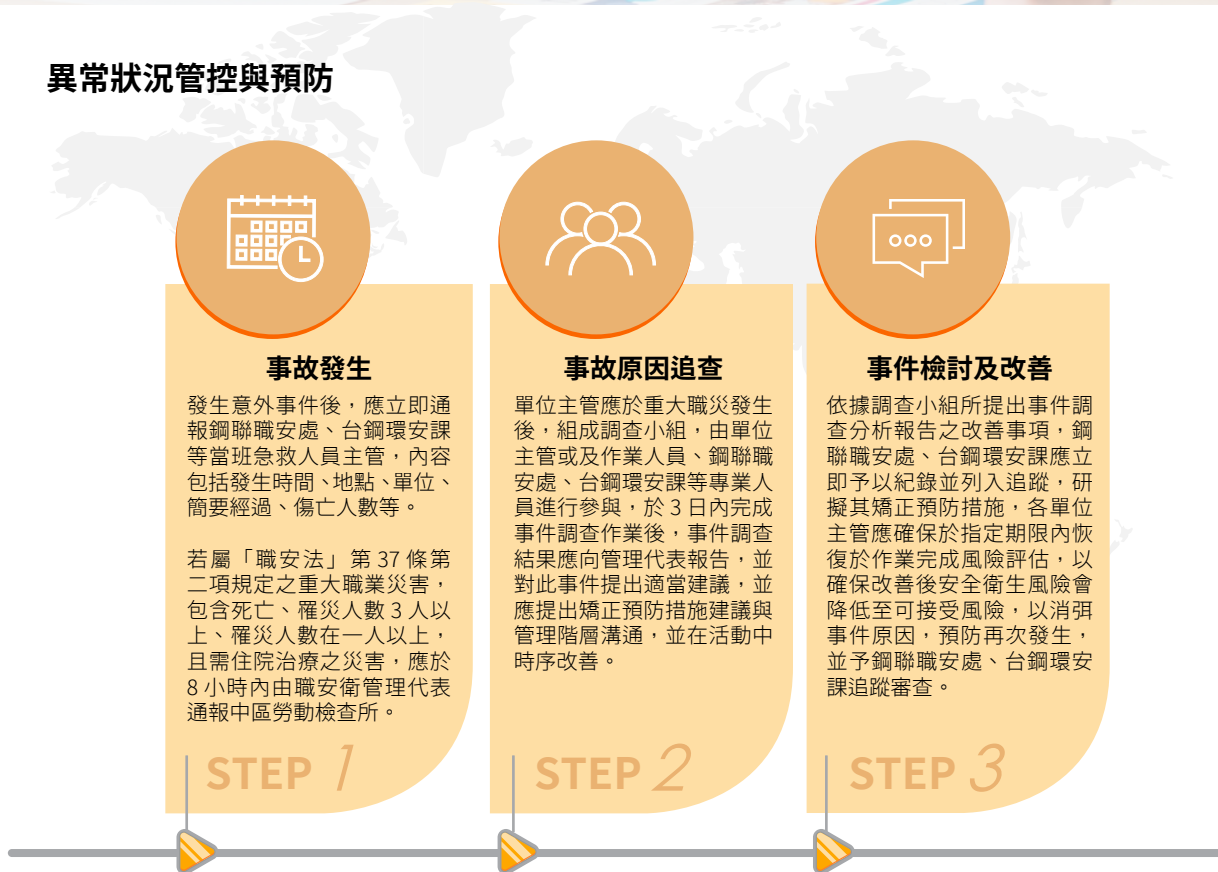 異常狀況管控與預防
事故發生
發生意外事件後，應立即通
報鋼聯職安處、台鋼環安課
等當班急救人員主管，內容
包括發生時間、地點、單位、
簡要經過、傷亡人數等。
若屬「職安法」第 37 條第
二項規定之重大職業災害，
包含死亡、罹災人數 3 人以
上、罹災人數在一人以上，
且需住院治療之災害，應於
8 小時內由職安衛管理代表
通報中區勞動檢查所。
STEP 1
事故原因追查
單位主管應於重大職災發生
後，組成調查小組，由單位
主管或及作業人員、鋼聯職
安處、台鋼環安課等專業人
員進行參與，於 3 日內完成
事件調查作業後，事件調查
結果應向管理代表報告，並
對此事件提出適當建議，並
應提出矯正預防措施建議與
管理階層溝通，並在活動中
時序改善。
STEP 2
事件檢討及改善
依據調查小組所提出事件調
查分析報告之改善事項，鋼
聯職安處、台鋼環安課應立
即予以紀錄並列入追蹤，研
擬其矯正預防措施，各單位
主管應確保於指定期限內恢
復於作業完成風險評估，以
確保改善後安全衛生風險會
降低至可接受風險，以消弭
事件原因，預防再次發生，
並予鋼聯職安處、台鋼環安
課追蹤審查。
STEP 3